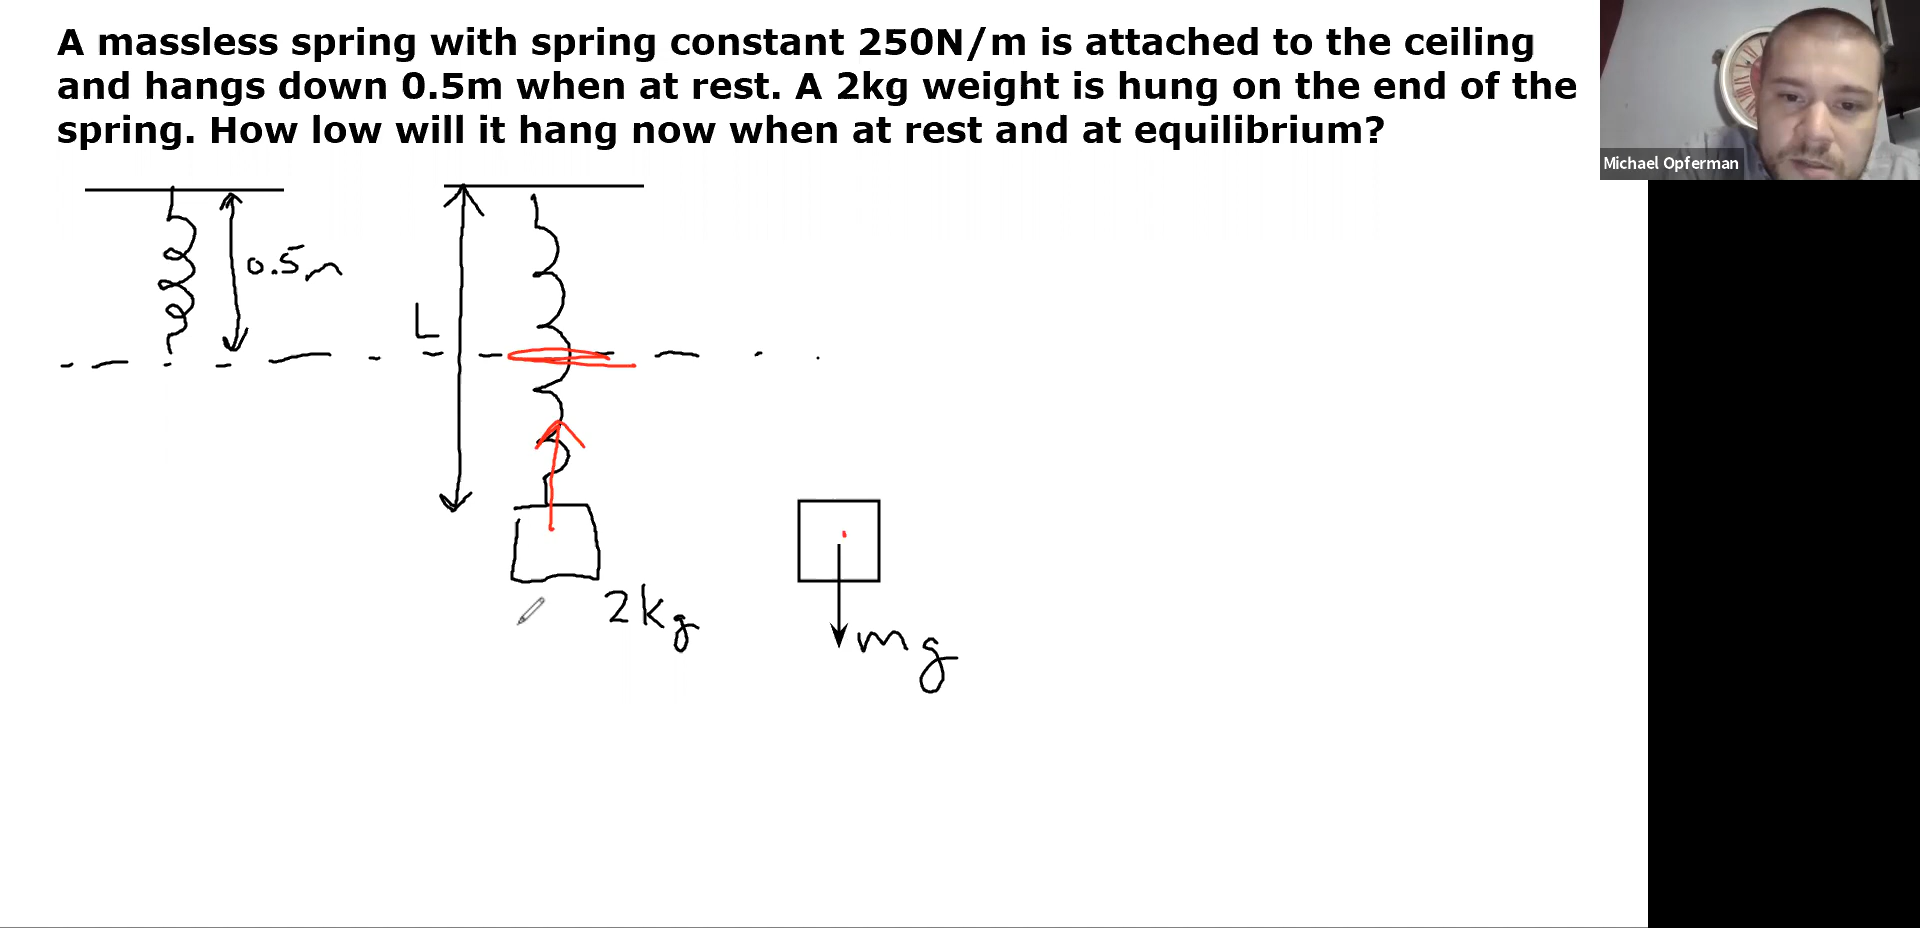 A massless spring with spring constant 250N/m is attached to the ceiling
and hangs down 0.5m when at rest. A 2kg weight is hung on the end of the
spring. How low will it hang now when at rest and at equilibrium?
Michael Opferman
0.5m
L
2kg
mg